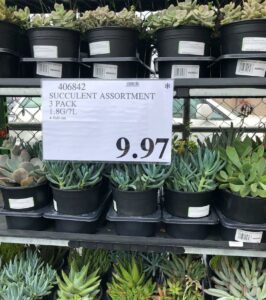 406842
SUCCULENT ASSORTMENT
3 PACK
1.8G/7L
9.97